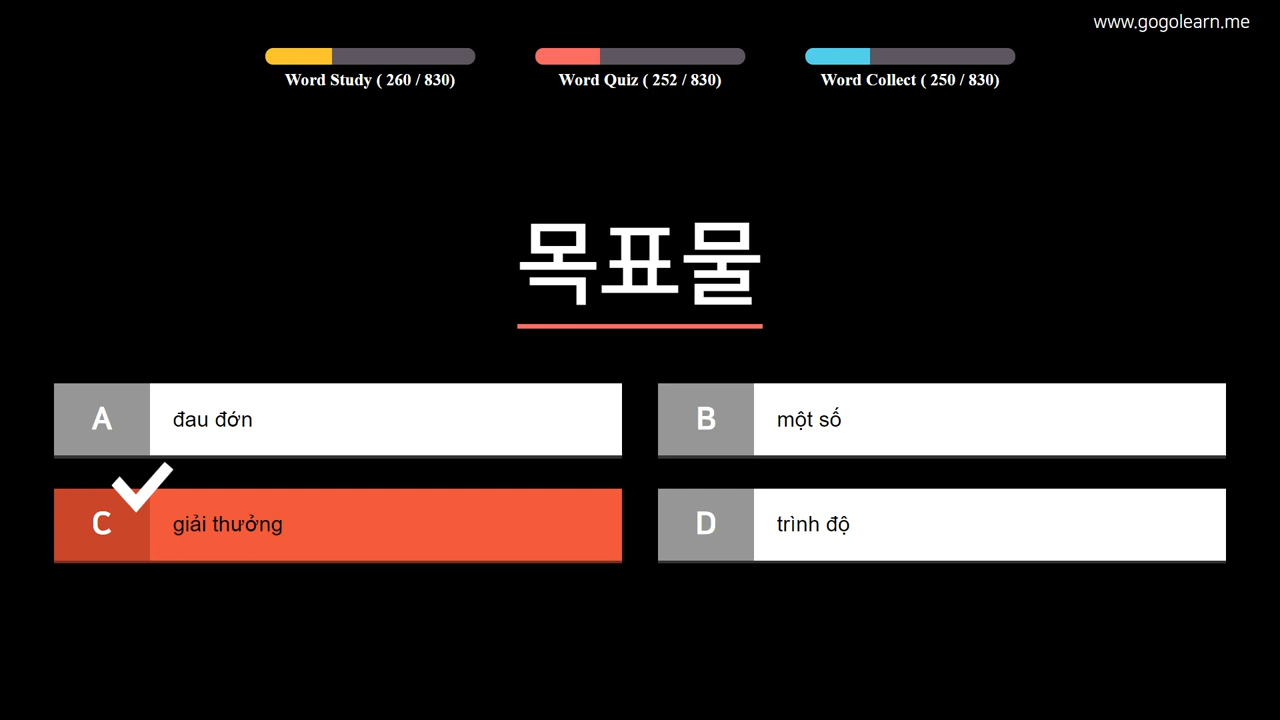 www.gogolearn.me
Word Study ( 260 / 830)
Word Quiz ( 252 / 830)
Word Collect ( 250 / 830)
목표물
A đau đớn
B một số
C giải thưởng
D trình độ